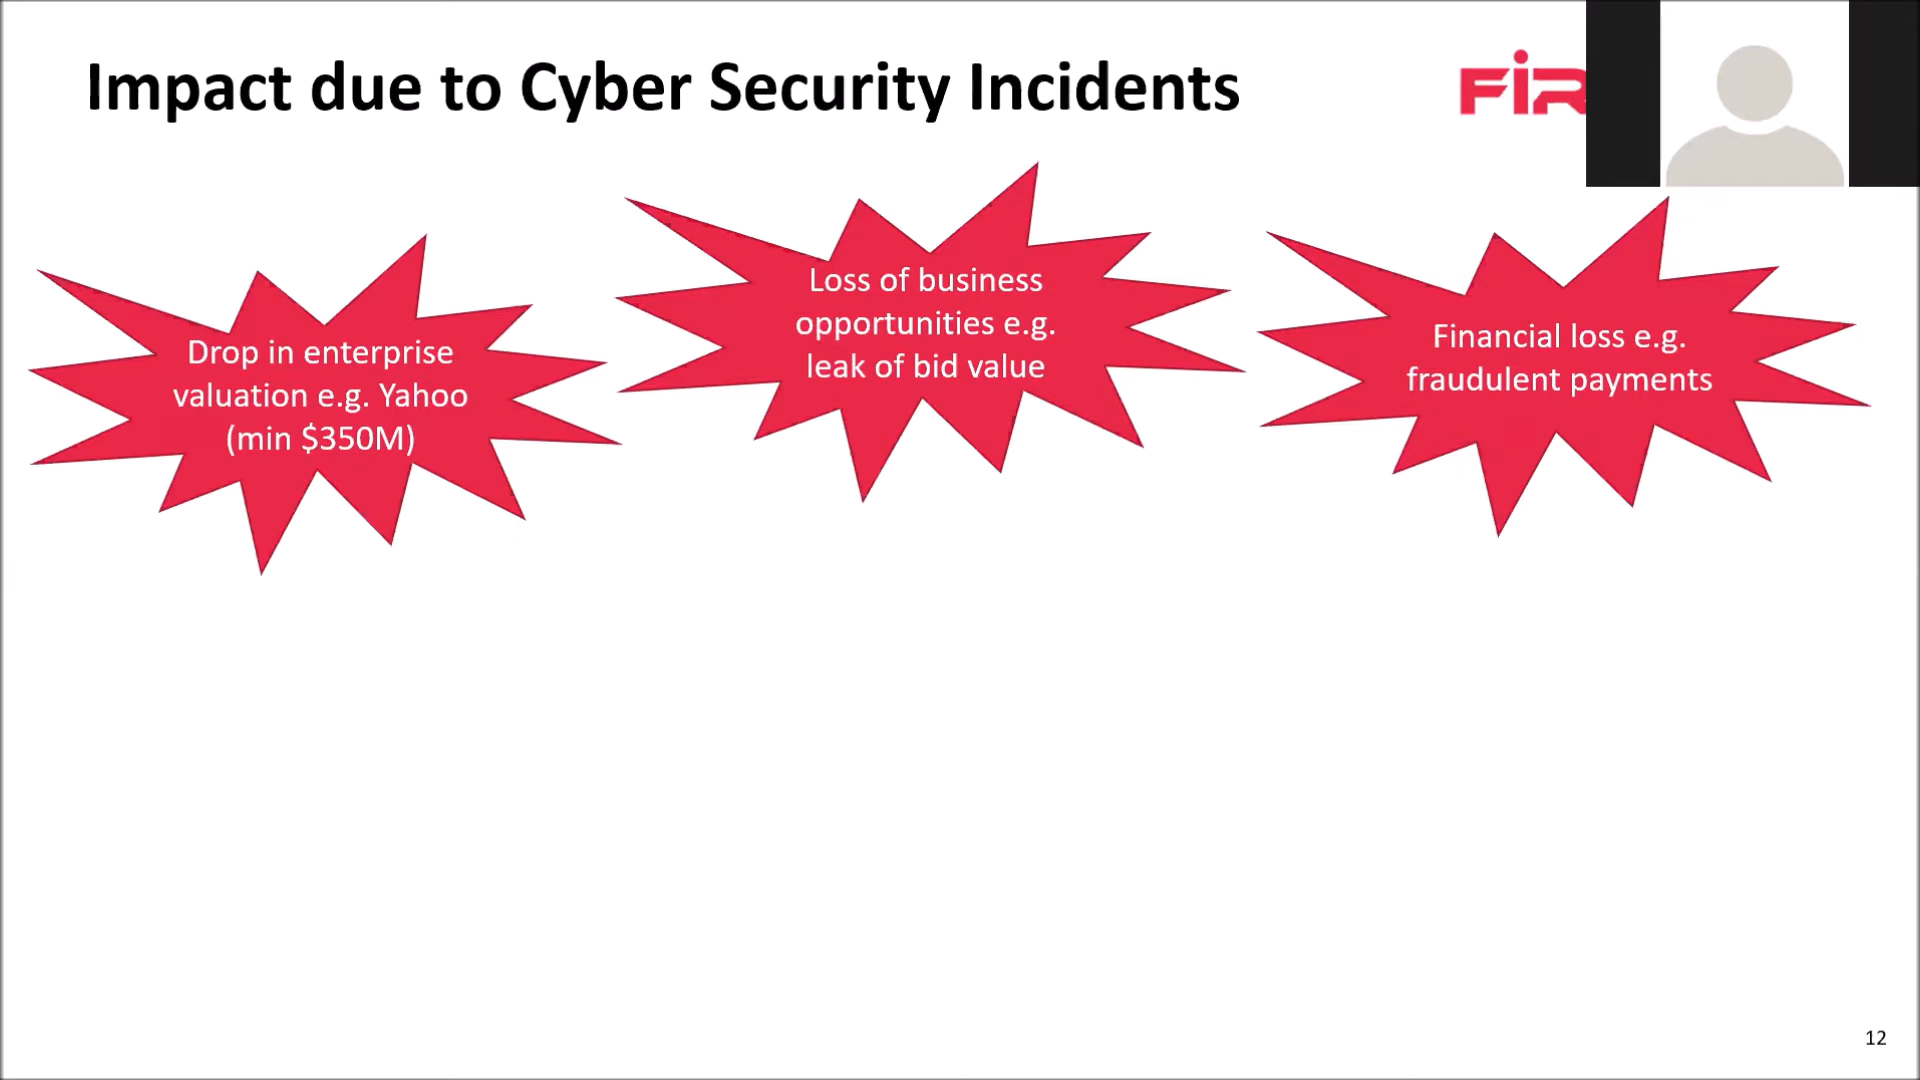 Impact due to Cyber Security Incidents
FiR
Drop in enterprise
valuation e.g. Yahoo
(min $350M)
Loss of business
opportunities e.g.
leak of bid value
Financial loss e.g.
fraudulent payments
12